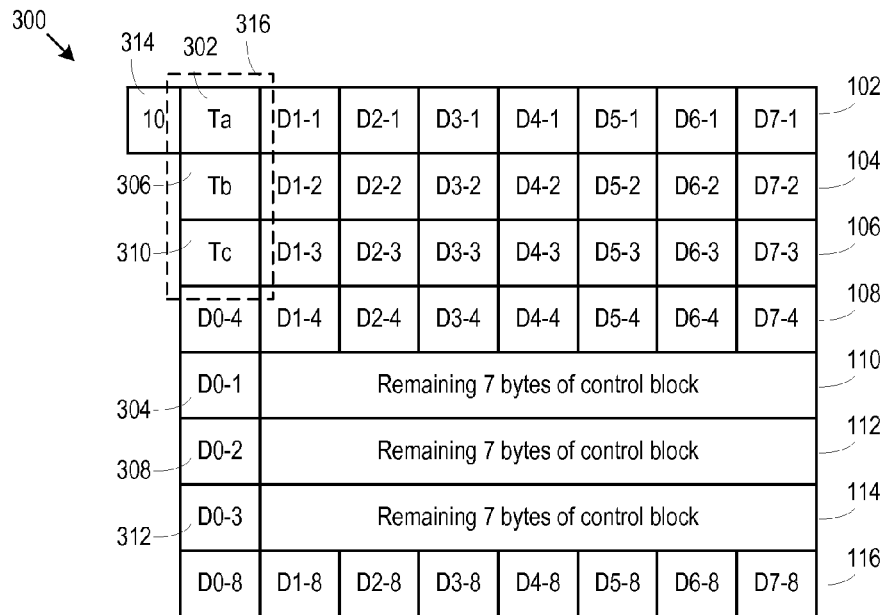 300
314
302
316
10
Ta D1-1 D2-1 D3-1 D4-1 D5-1 D6-1 D7-1 102
306 Tb D1-2 D2-2 D3-2 D4-2 D5-2 D6-2 D7-2 104
310 Tc D1-3 D2-3 D3-3 D4-3 D5-3 D6-3 D7-3 106
D0-4 D1-4 D2-4 D3-4 D4-4 D5-4 D6-4 D7-4 108
304 D0-1 Remaining 7 bytes of control block 110
308 D0-2 Remaining 7 bytes of control block 112
312 D0-3 Remaining 7 bytes of control block 114
D0-8 D1-8 D2-8 D3-8 D4-8 D5-8 D6-8 D7-8 116